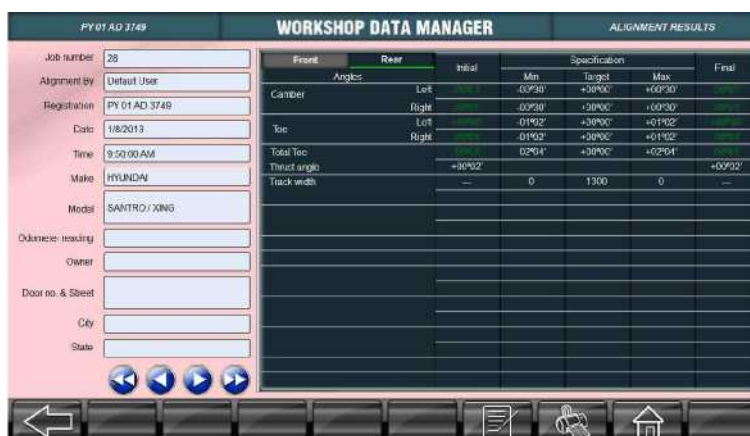 PY 01 AD 3749 WORKSHOP DATA MANAGER ALIGNMENT RESULTS
Job number 28
Alignment By Default User
Registration PY 01 AD 3749
Date 1/8/2013
Time 9:50:00 AM
Make HYUNDAI
Model SANTRO / XING
Odometer reading
Owner
Door no. & Street
City
State
Front Rear Initial Specification Final
Angles Min Target Max
Camber Left -00°30' +00°00' +00°30'
Right -00°30' +00°00' +00°30'
Toe Left -01°02' +00°00' +01°02'
Right -01°02' +00°00' +01°02'
Total Toe 02°04' +00°00' +02°04'
Thrust angle +00°02' +00°02'
Track width --- 0 1300 0 ---